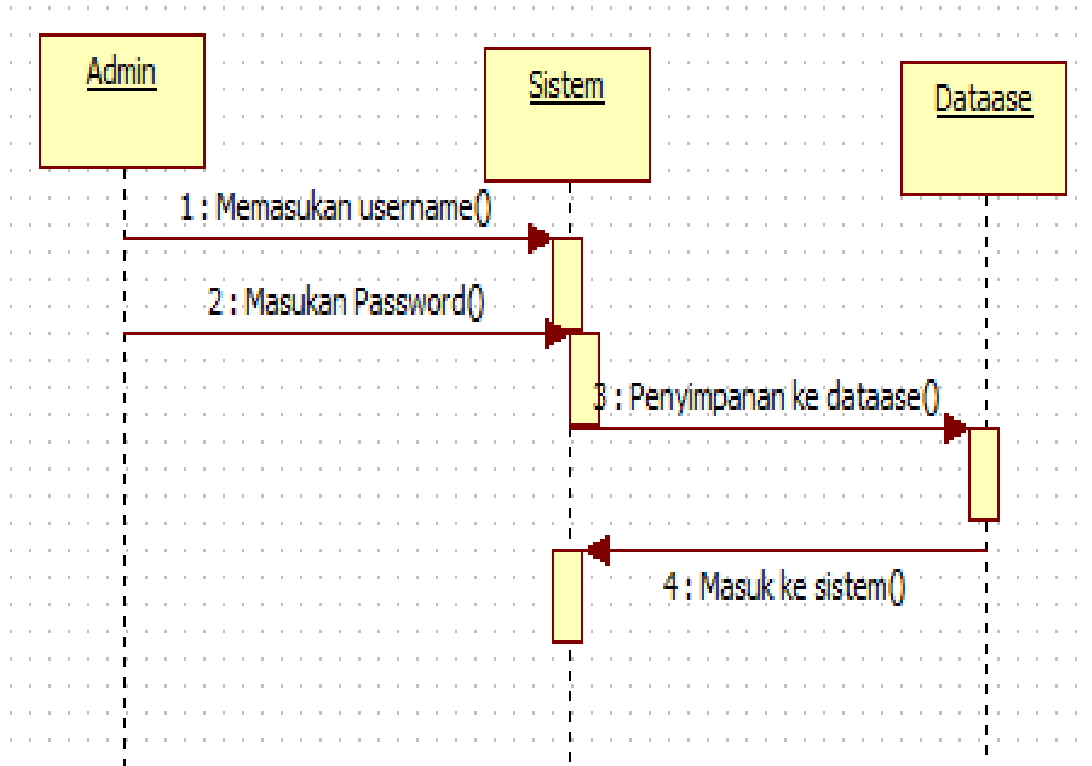 Admin
Sistem
Dataase
1 : Memasukan username()
2 : Masukan Password()
3 : Penyimpanan ke dataase()
4 : Masuk ke sistem()